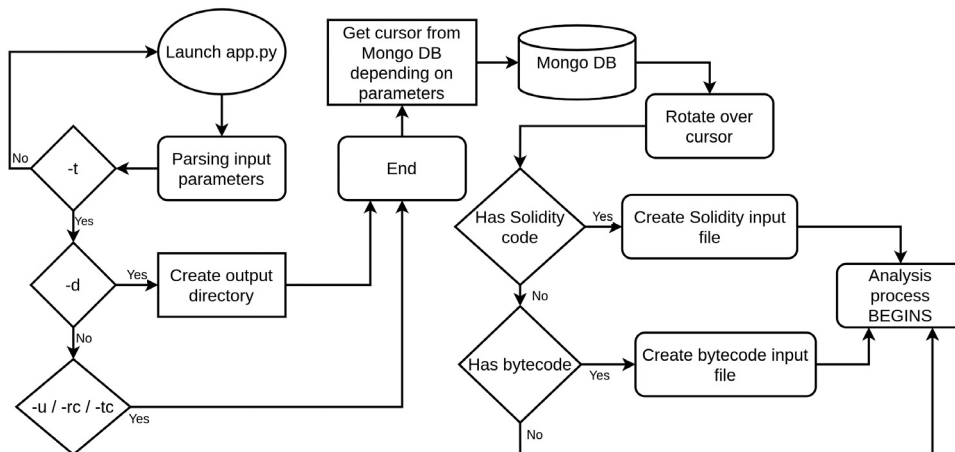 Launch app.py
Parsing input
parameters
-t
No
Yes
-d
Yes
Create output
directory
No
-u / -rc / -tc
Yes
End
Get cursor from
Mongo DB
depending on
parameters
Mongo DB
Rotate over
cursor
Has Solidity
code
Yes
Create Solidity input
file
No
Has bytecode
Yes
Create bytecode input
file
No
Analysis
process
BEGINS